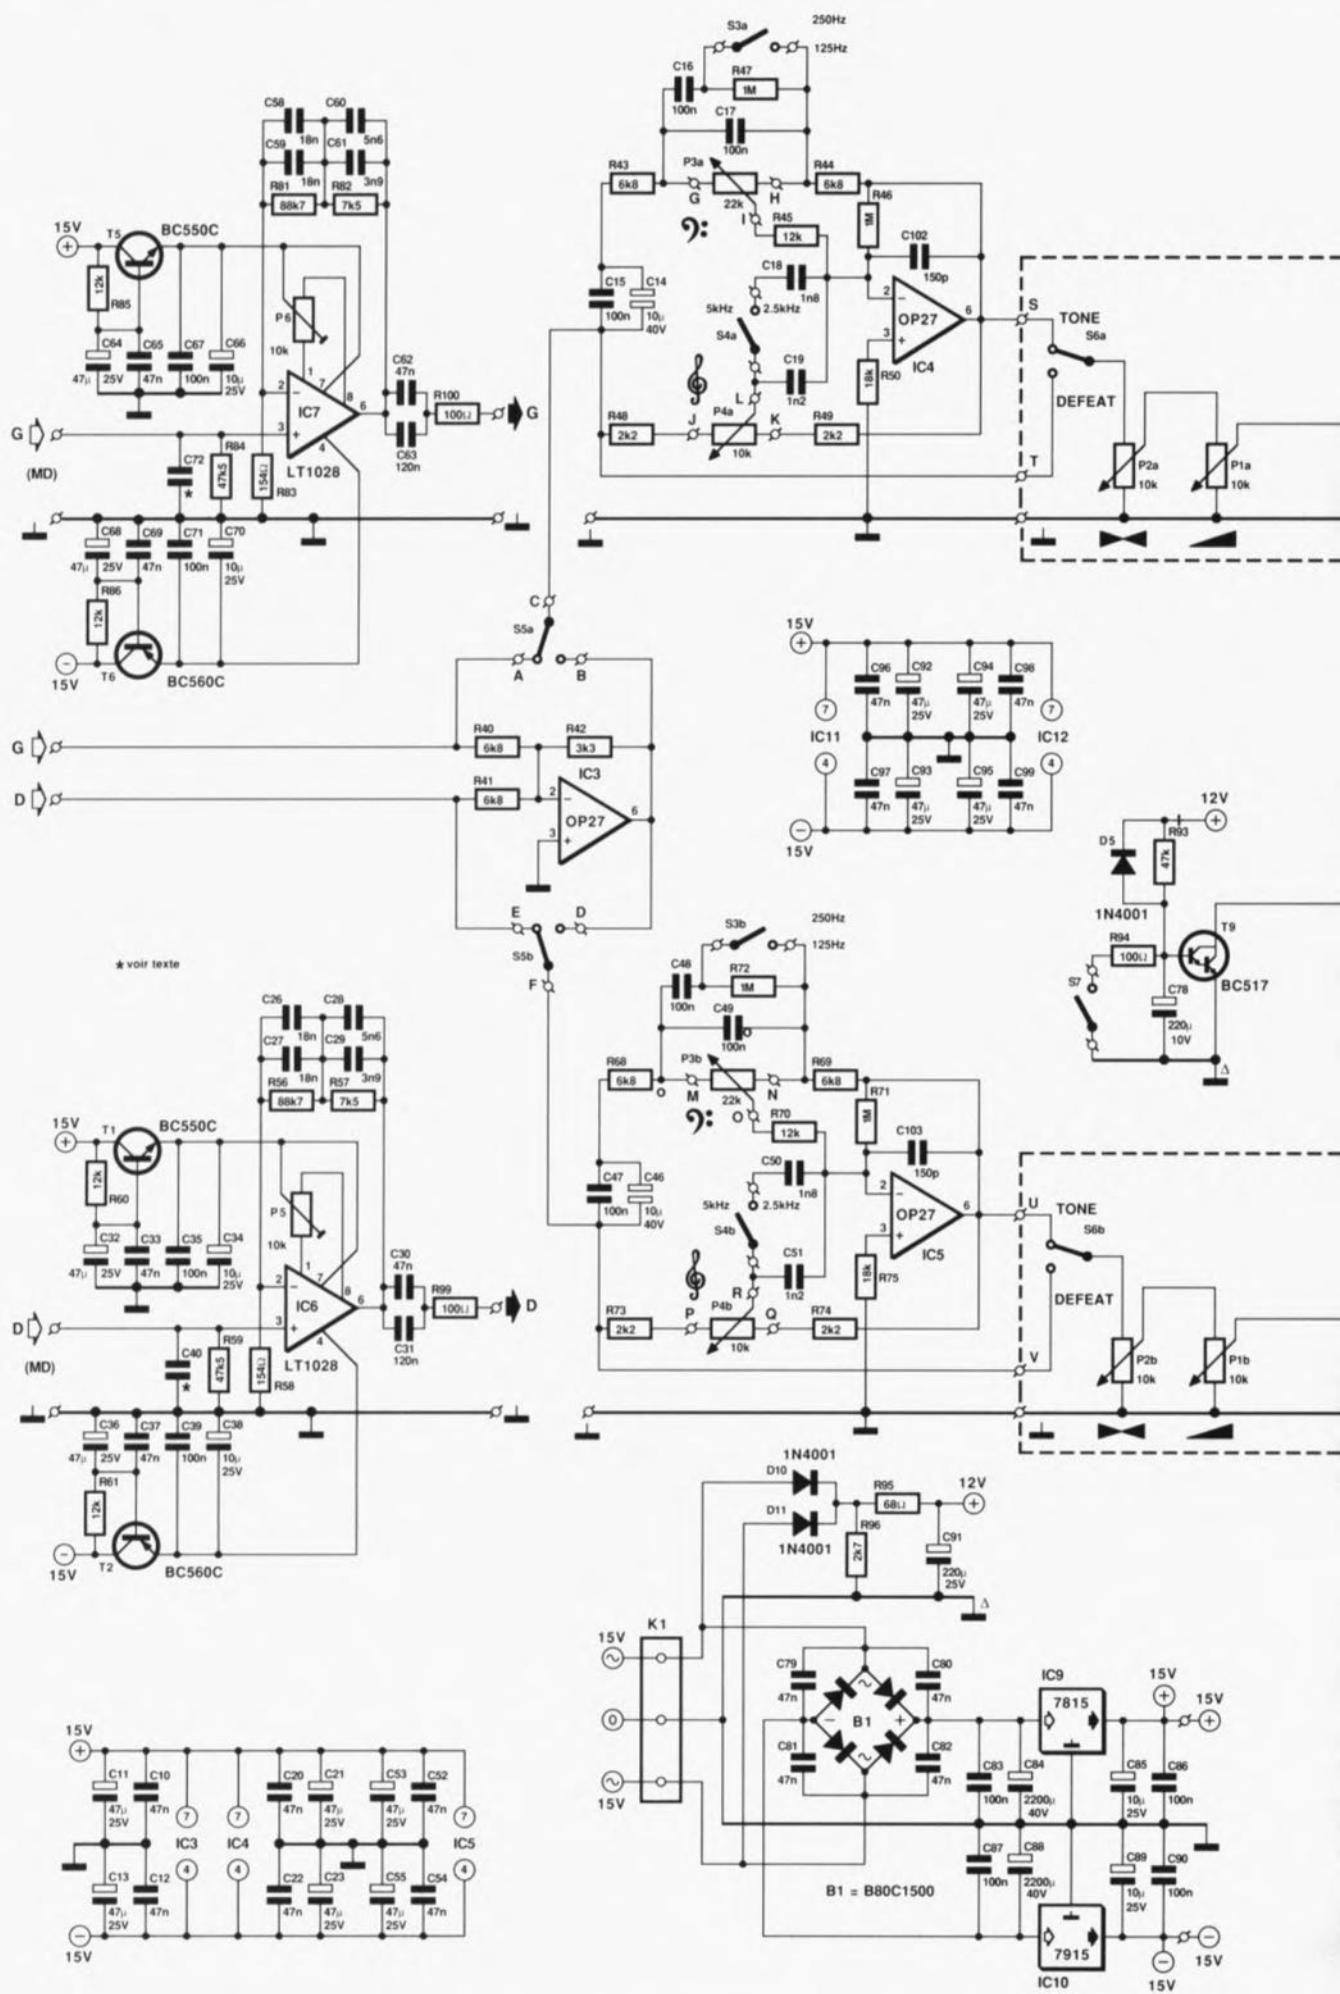 S3a
250Hz
125Hz
C16
100n
R47
1M
C17
100n
C58
18n
C60
5n6
C59
18n
C61
3n9
R81
88k7
R82
7k5
R43
6k8
P3a
22k
G
H
I
R44
6k8
R46
1M
R45
12k
C102
150p
15V
+
T5
BC550C
12k
R85
C64
47µ
25V
C65
47n
C67
100n
C66
10µ
25V
P6
10k
C15
100n
C14
10µ
40V
C18
1n8
5kHz
2.5kHz
S4a
C19
1n2
2
−
3
+
6
OP27
IC4
18k
R50
S
TONE
S6a
DEFEAT
T
P2a
10k
P1a
10k
1
2
−
3
+
4
7
8
6
IC7
LT1028
C62
47n
C63
120n
R100
100Ω
G
G
(MD)
C72
*
R84
47k5
154Ω
R83
L
J
K
R48
2k2
P4a
10k
R49
2k2
C68
47µ
25V
C69
47n
C71
100n
C70
10µ
25V
R86
12k
−
15V
T6
BC560C
C
S5a
A
B
15V
+
C96
47n
C92
47µ
25V
C94
47µ
25V
C98
47n
7
7
IC11
IC12
4
4
C97
47n
C93
47µ
25V
C95
47µ
25V
C99
47n
−
15V
G
R40
6k8
R42
3k3
D
R41
6k8
IC3
2
−
3
+
6
OP27
E
D
S5b
F
12V
+
D5
1N4001
R93
47k
T9
R94
100Ω
BC517
S7
C78
220µ
10V
Δ
* voir texte
S3b
250Hz
125Hz
C48
100n
R72
1M
C49
100n
C26
18n
C28
5n6
C27
18n
C29
3n9
R56
88k7
R57
7k5
R68
6k8
P3b
22k
M
N
O
R69
6k8
R71
1M
R70
12k
C103
150p
15V
+
T1
BC550C
12k
R60
C32
47µ
25V
C33
47n
C35
100n
C34
10µ
25V
P5
10k
C47
100n
C46
10µ
40V
C50
1n8
5kHz
2.5kHz
S4b
C51
1n2
2
−
3
+
6
OP27
IC5
18k
R75
U
TONE
S6b
DEFEAT
V
P2b
10k
P1b
10k
1
2
−
3
+
4
7
8
6
IC6
LT1028
C30
47n
C31
120n
R99
100Ω
D
D
(MD)
C40
*
R59
47k5
154Ω
R58
R
P
Q
R73
2k2
P4b
10k
R74
2k2
C36
47µ
25V
C37
47n
C39
100n
C38
10µ
25V
R61
12k
−
15V
T2
BC560C
1N4001
D10
D11
1N4001
R95
68Ω
12V
+
R96
2k7
C91
220µ
25V
Δ
K1
15V
0
15V
C79
47n
C80
47n
−
B1
+
C81
47n
C82
47n
B1 = B80C1500
IC9
7815
15V
+
15V
+
C83
100n
C84
2200µ
40V
C85
10µ
25V
C86
100n
C87
100n
C88
2200µ
40V
C89
10µ
25V
C90
100n
7915
IC10
−
15V
−
15V
15V
+
C11
47µ
25V
C10
47n
C20
47n
C21
47µ
25V
C53
47µ
25V
C52
47n
7
7
7
IC3
IC4
IC5
4
4
4
C13
47µ
25V
C12
47n
C22
47n
C23
47µ
25V
C55
47µ
25V
C54
47n
−
15V